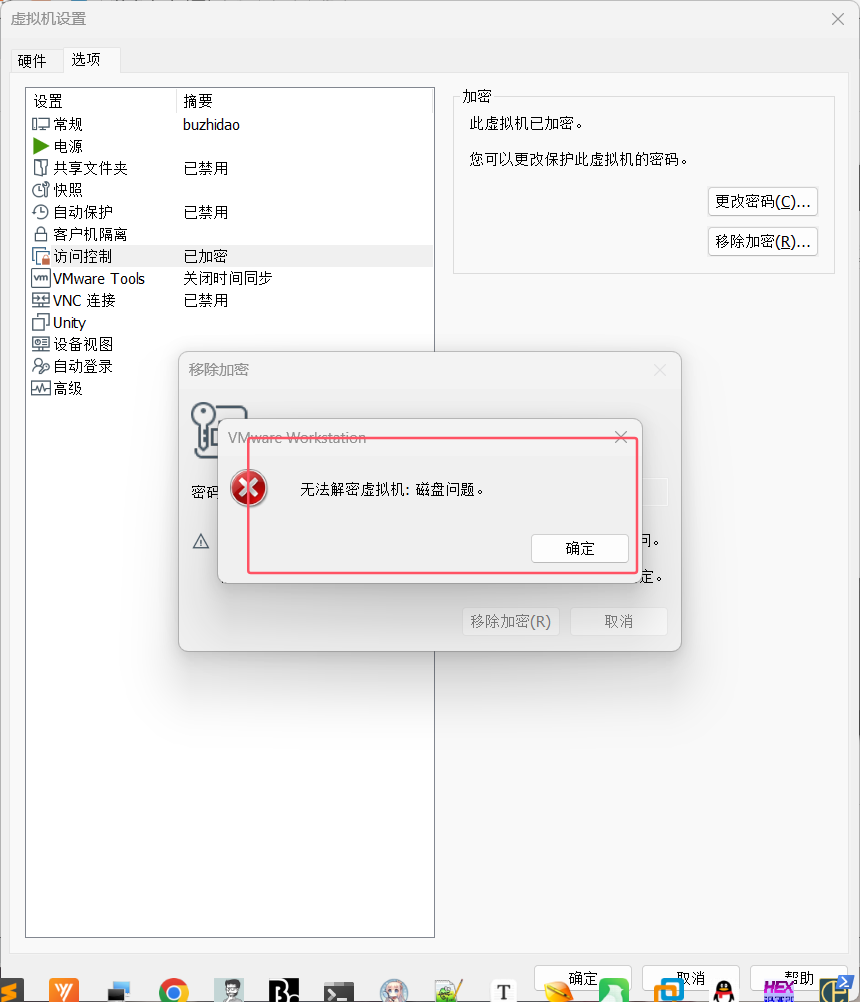 虚拟机设置
硬件 选项
设置 摘要
常规 buzhidao
电源
共享文件夹 已禁用
快照
自动保护 已禁用
客户机隔离
访问控制 已加密
VMware Tools 关闭时间同步
VNC 连接 已禁用
Unity
设备视图
自动登录
高级
加密
此虚拟机已加密。
您可以更改保护此虚拟机的密码。
更改密码(C)...
移除加密(R)...
移除加密
VMware Workstation
无法解密虚拟机: 磁盘问题。
确定
密码
问。
定。
移除加密(R) 取消
确定 取消 帮助
HEX